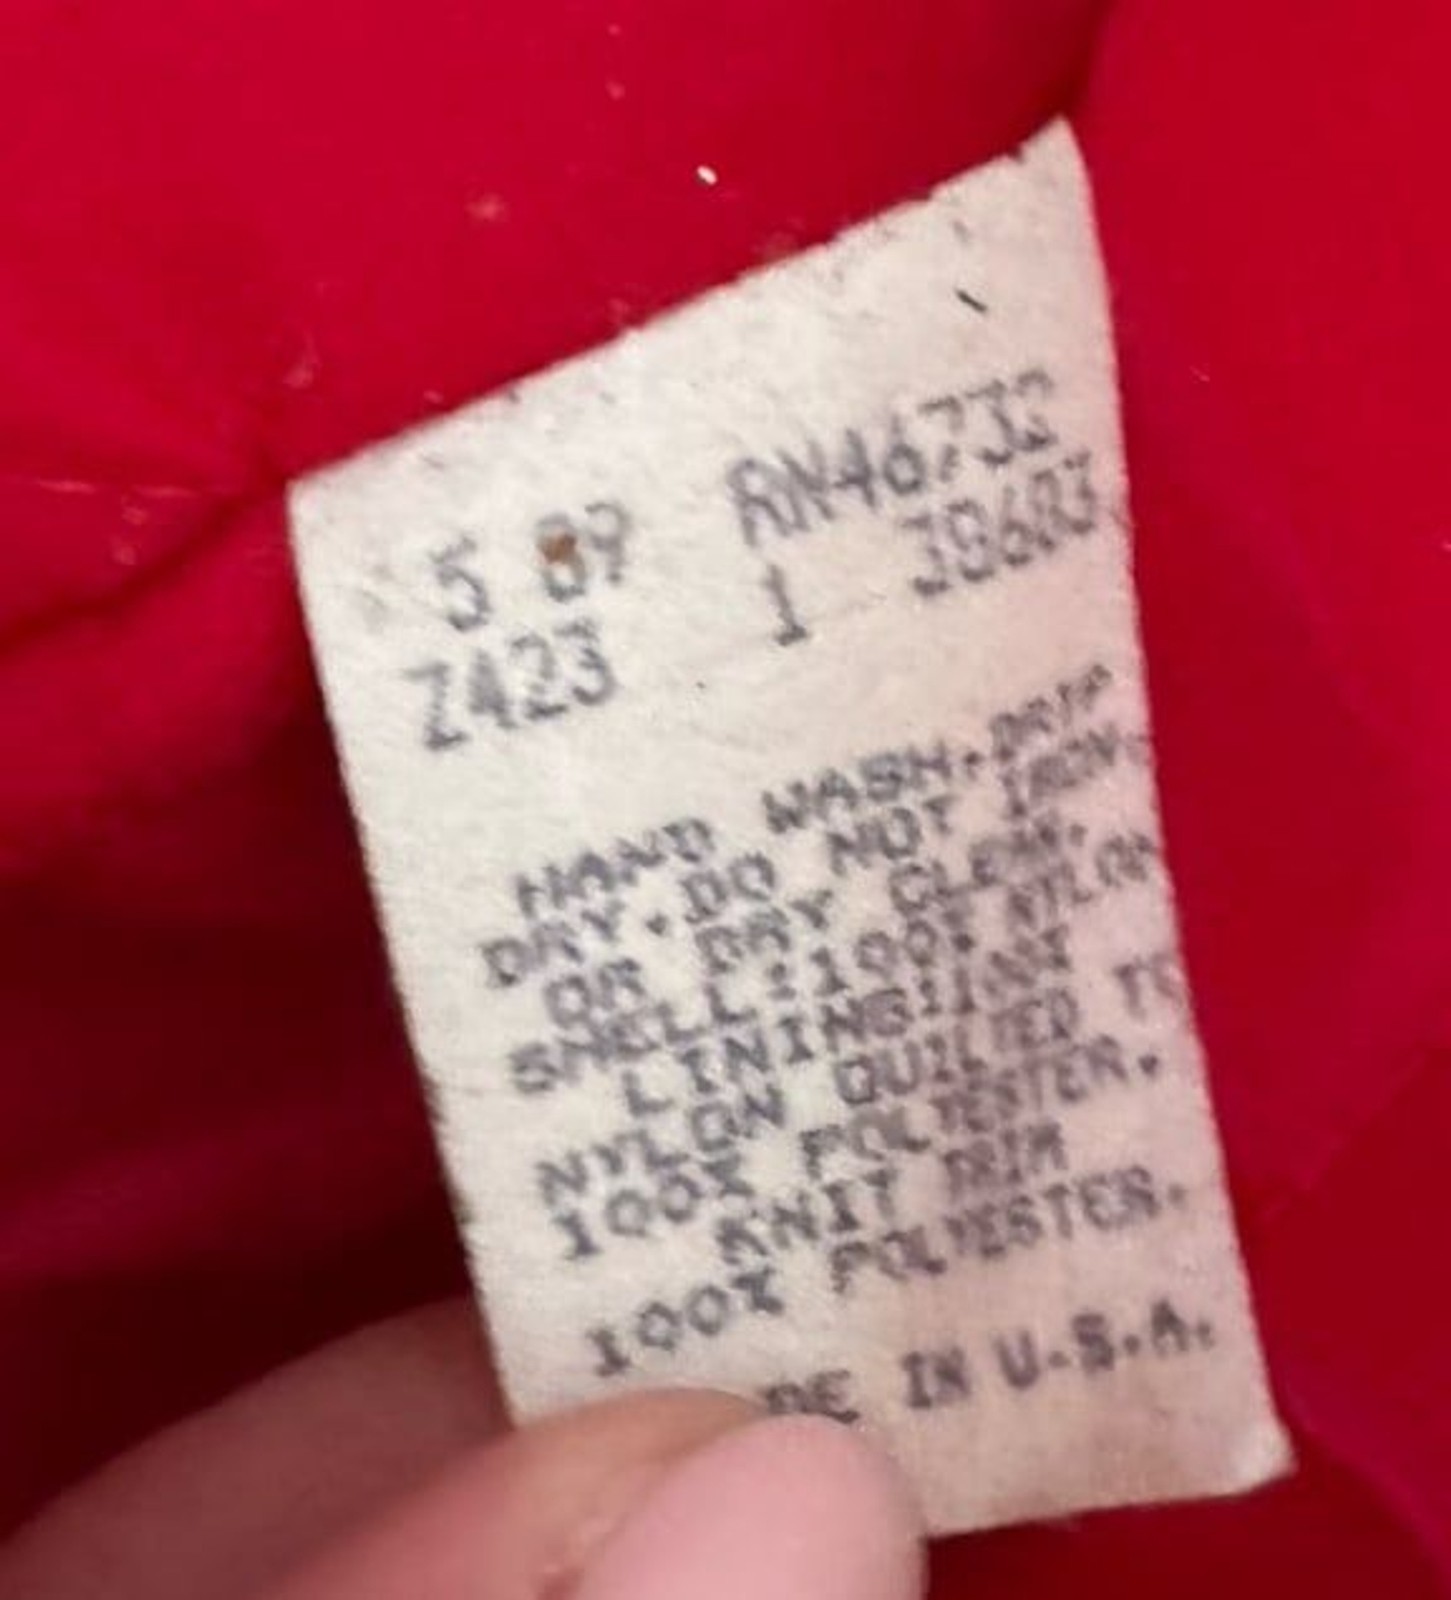 5 89 RN46732
Z423 1 38603
HAND WASH.DRIP
DRY.DO NOT IRON
OR DRY CLEAN.
SHELL:100% NYLON
LINING:100%
NYLON QUILTED TO
100% POLYESTER.
KNIT TRIM
100% POLYESTER.
DE IN U.S.A.